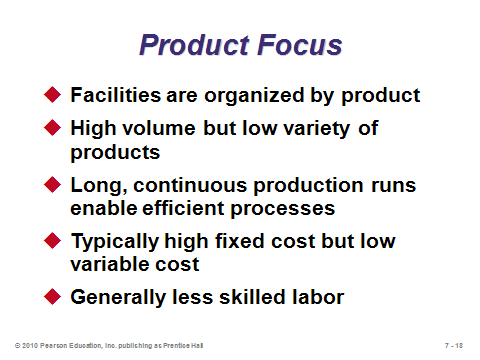 Product Focus
Facilities are organized by product
High volume but low variety of
products
Long, continuous production runs
enable efficient processes
Typically high fixed cost but low
variable cost
Generally less skilled labor
© 2010 Pearson Education, Inc. publishing as Prentice Hall
7 - 18